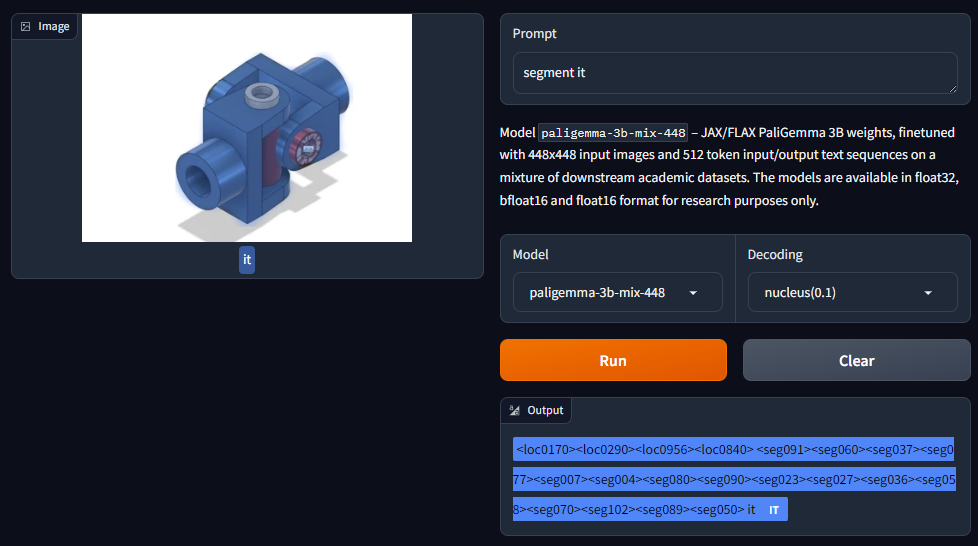 Image
it
Prompt
segment it
Model paligemma-3b-mix-448 – JAX/FLAX PaliGemma 3B weights, finetuned
with 448x448 input images and 512 token input/output text sequences on a
mixture of downstream academic datasets. The models are available in float32,
bfloat16 and float16 format for research purposes only.
Model
Decoding
paligemma-3b-mix-448
nucleus(0.1)
Run
Clear
Output
<loc0170><loc0290><loc0956><loc0840> <seg091><seg060><seg037><seg0
77><seg007><seg004><seg080><seg090><seg023><seg027><seg036><seg05
8><seg070><seg102><seg089><seg050> it IT